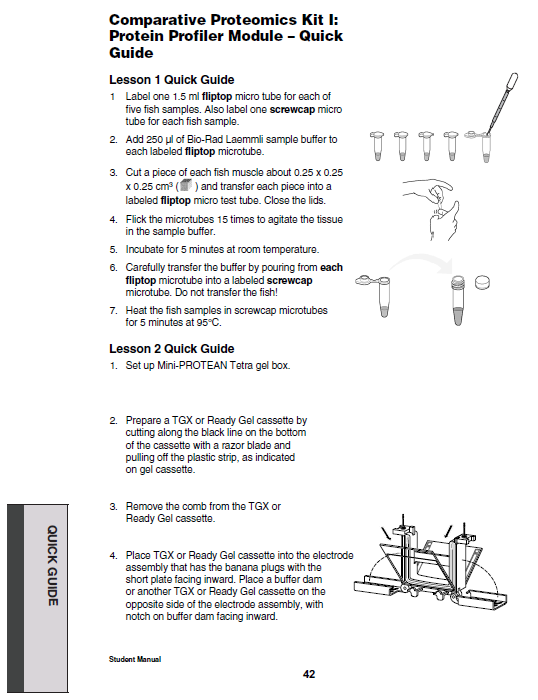 Comparative Proteomics Kit I:
Protein Profiler Module – Quick
Guide
Lesson 1 Quick Guide
1 Label one 1.5 ml fliptop micro tube for each of
five fish samples. Also label one screwcap micro
tube for each fish sample.
2. Add 250 µl of Bio-Rad Laemmli sample buffer to
each labeled fliptop microtube.
3. Cut a piece of each fish muscle about 0.25 x 0.25
x 0.25 cm³ ( ) and transfer each piece into a
labeled fliptop micro test tube. Close the lids.
4. Flick the microtubes 15 times to agitate the tissue
in the sample buffer.
5. Incubate for 5 minutes at room temperature.
6. Carefully transfer the buffer by pouring from each
fliptop microtube into a labeled screwcap
microtube. Do not transfer the fish!
7. Heat the fish samples in screwcap microtubes
for 5 minutes at 95°C.
Lesson 2 Quick Guide
1. Set up Mini-PROTEAN Tetra gel box.
2. Prepare a TGX or Ready Gel cassette by
cutting along the black line on the bottom
of the cassette with a razor blade and
pulling off the plastic strip, as indicated
on gel cassette.
3. Remove the comb from the TGX or
Ready Gel cassette.
4. Place TGX or Ready Gel cassette into the electrode
assembly that has the banana plugs with the
short plate facing inward. Place a buffer dam
or another TGX or Ready Gel cassette on the
opposite side of the electrode assembly, with
notch on buffer dam facing inward.
QUICK GUIDE
Student Manual
42